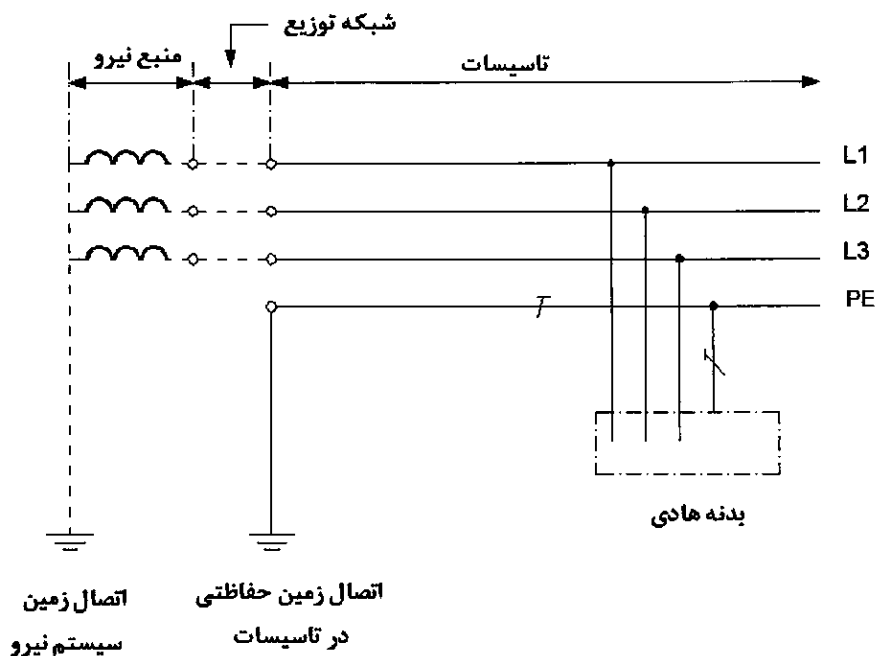 شبکه توزیع
منبع نیرو
تاسیسات
L1
L2
L3
PE
بدنه هادی
اتصال زمین حفاظتی
در تاسیسات
اتصال زمین
سیستم نیرو